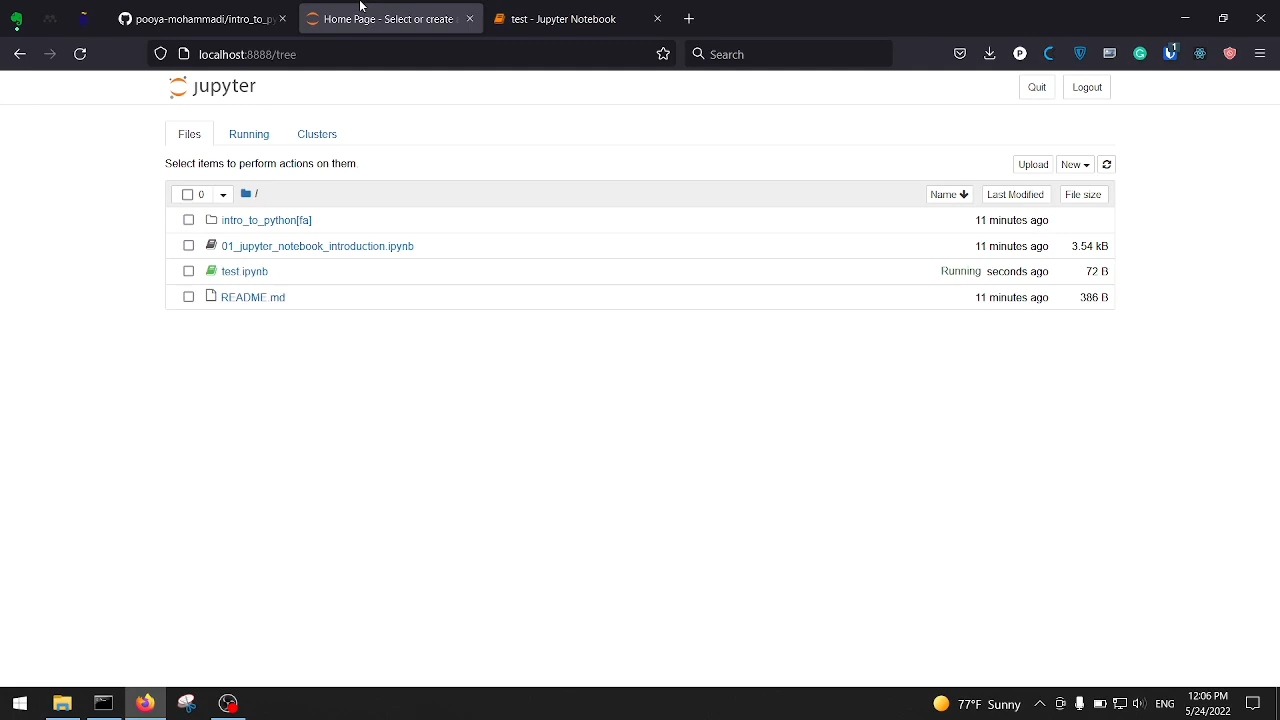 pooya-mohammadi/intro_to_py
Home Page - Select or create
test - Jupyter Notebook
localhost:8888/tree
Search
1
jupyter
Quit
Logout
Files
Running
Clusters
Select items to perform actions on them.
Upload
New
0
/
Name
Last Modified
File size
intro_to_python[fa]
11 minutes ago
01_jupyter_notebook_introduction.ipynb
11 minutes ago
3.54 kB
test.ipynb
Running
seconds ago
72 B
README.md
11 minutes ago
386 B
77°F Sunny
ENG
12:06 PM
5/24/2022